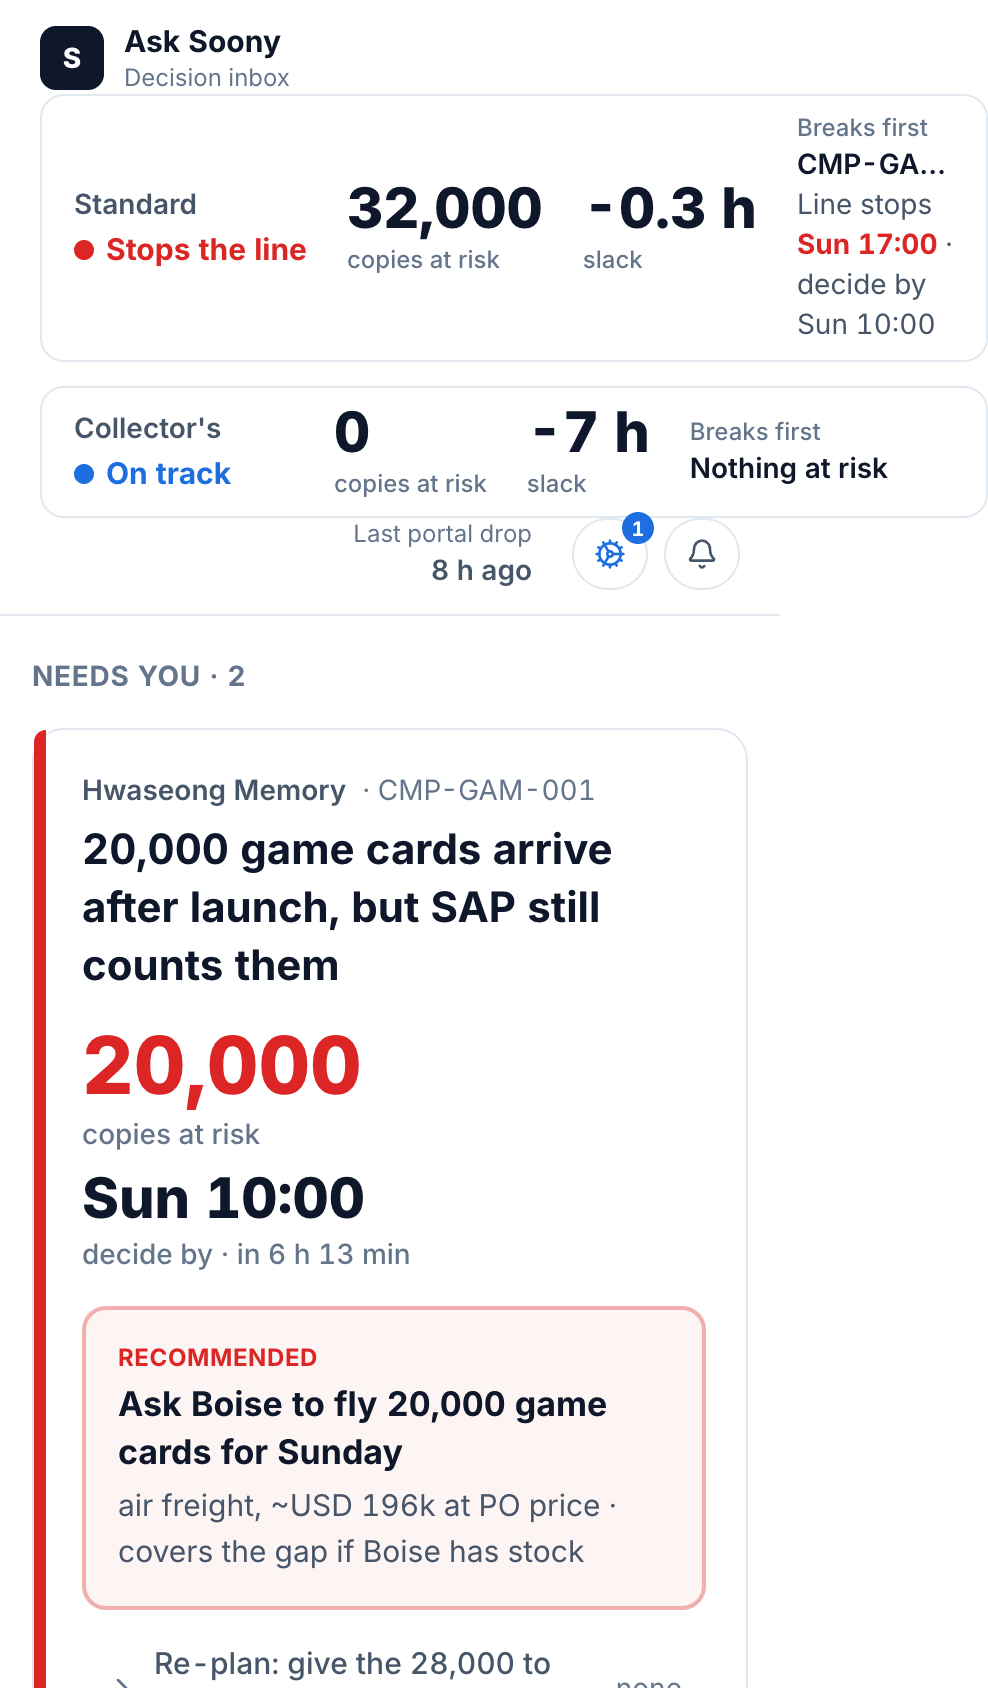 S
Ask Soony
Decision inbox
Standard
Stops the line
32,000
copies at risk
-0.3 h
slack
Breaks first
CMP-GA...
Line stops
Sun 17:00 ·
decide by
Sun 10:00
Collector's
On track
0
copies at risk
-7 h
slack
Breaks first
Nothing at risk
Last portal drop
8 h ago
1
NEEDS YOU · 2
Hwaseong Memory · CMP-GAM-001
20,000 game cards arrive
after launch, but SAP still
counts them
20,000
copies at risk
Sun 10:00
decide by · in 6 h 13 min
RECOMMENDED
Ask Boise to fly 20,000 game
cards for Sunday
air freight, ~USD 196k at PO price ·
covers the gap if Boise has stock
Re-plan: give the 28,000 to
none